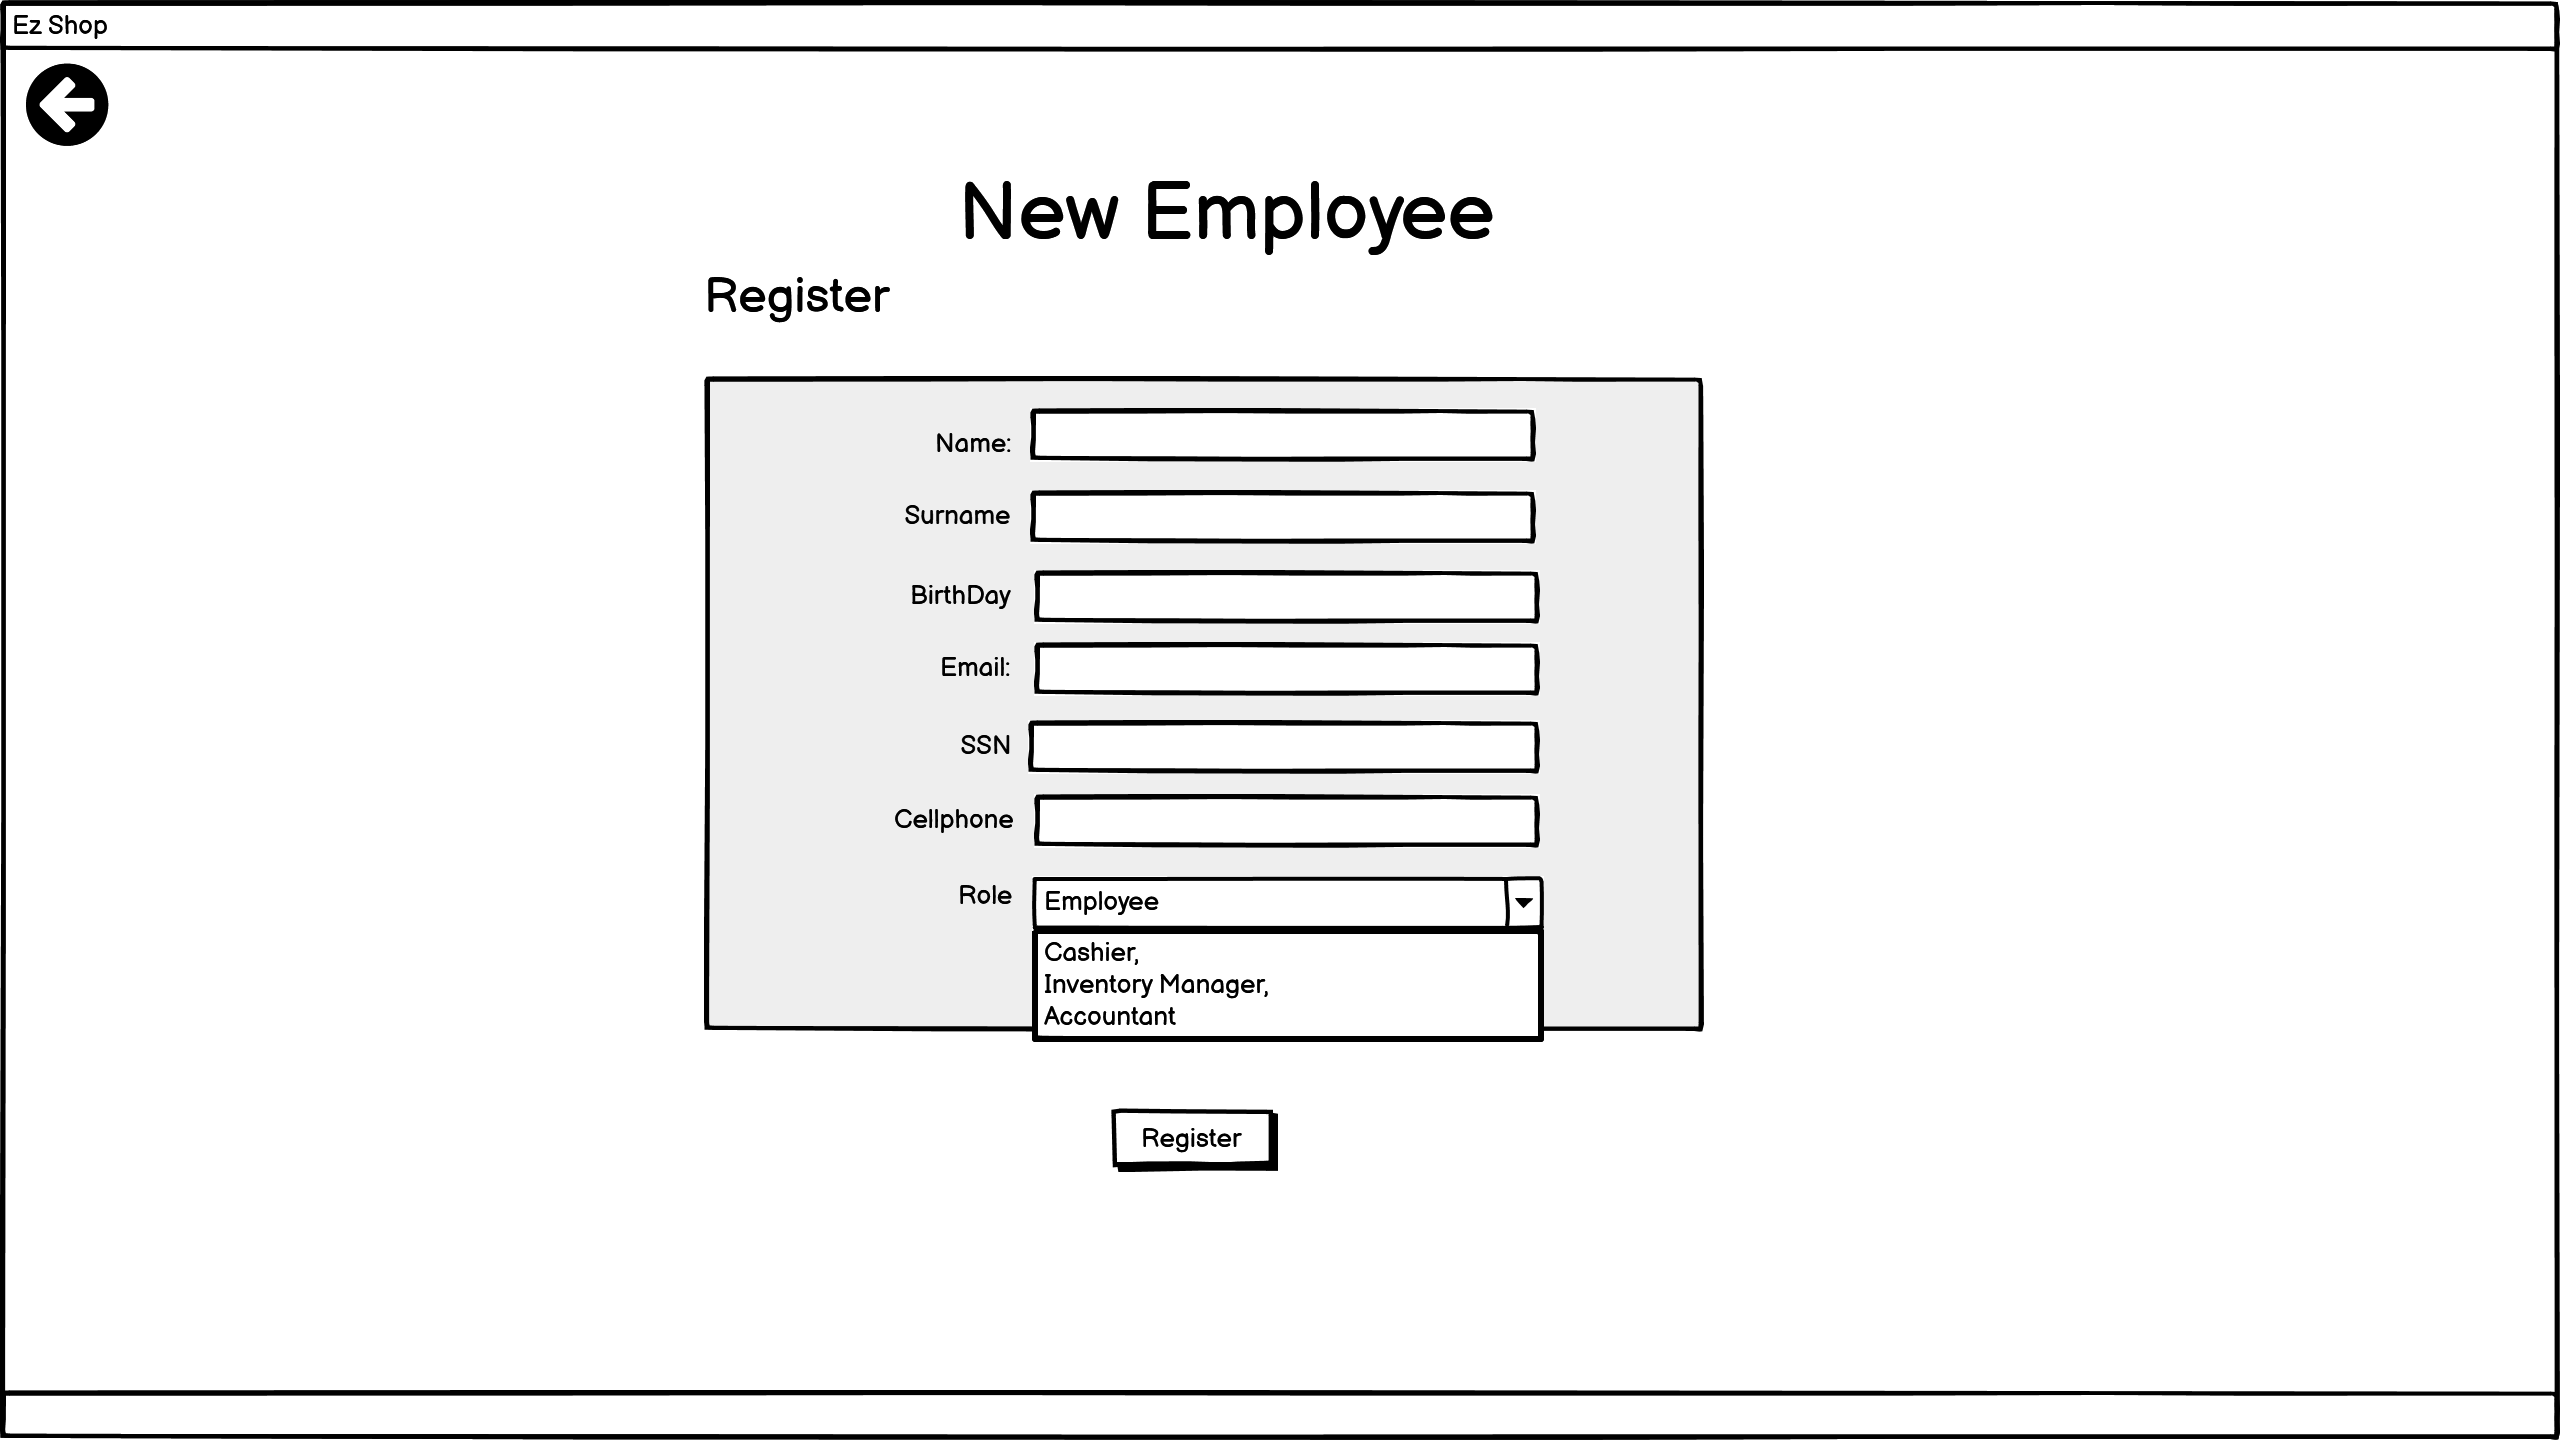 Ez Shop
New Employee
Register
Name:
Surname
BirthDay
Email:
SSN
Cellphone
Role
Employee
Cashier,
Inventory Manager,
Accountant
Register